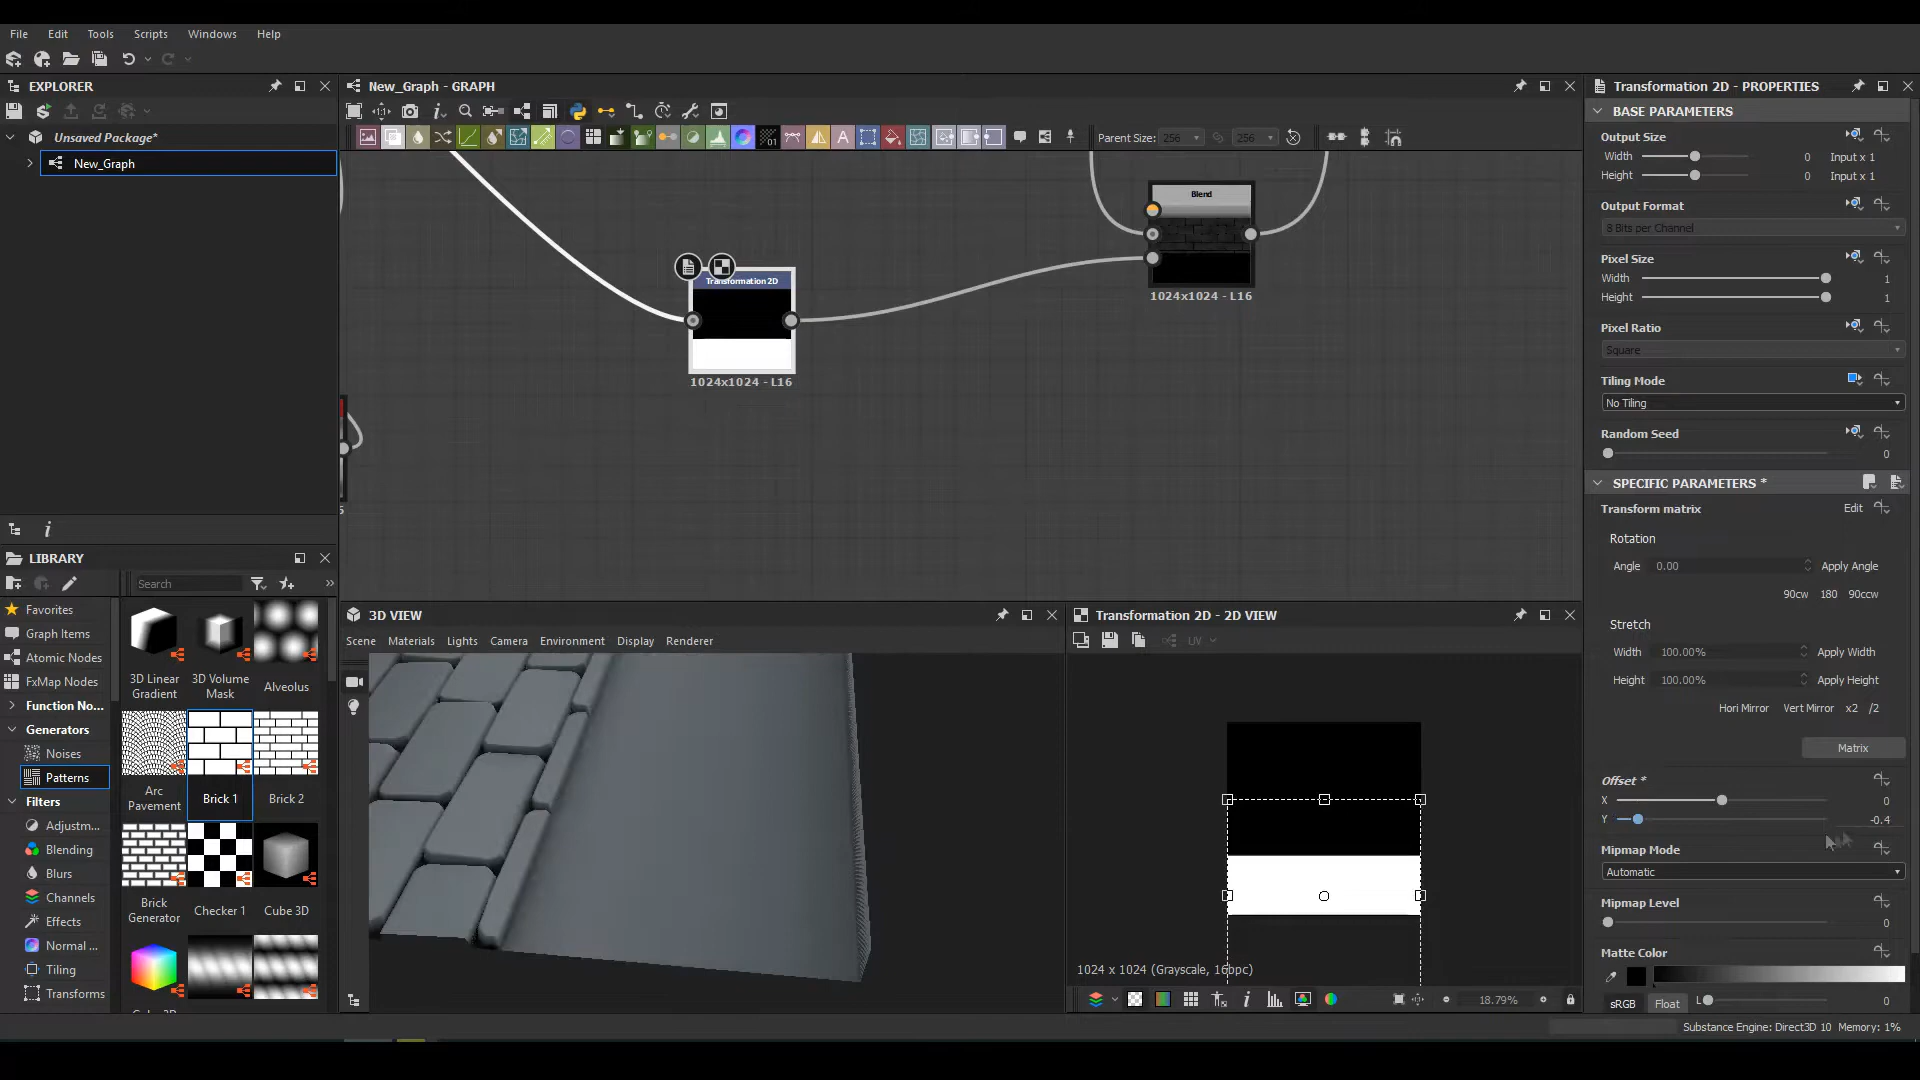 File Edit Tools Scripts Windows Help
EXPLORER
Unsaved Package*
New_Graph
New_Graph - GRAPH
Parent Size: 256 256
Blend
1024x1024 - L16
Transformation 2D
1024x1024 - L16
LIBRARY
Search
Favorites
Graph Items
Atomic Nodes
FxMap Nodes
Function No...
Generators
Noises
Patterns
Filters
Adjustm...
Blending
Blurs
Channels
Effects
Normal ...
Tiling
Transforms
3D Linear Gradient
3D Volume Mask
Alveolus
Arc Pavement
Brick 1
Brick 2
Brick Generator
Checker 1
Cube 3D
3D VIEW
Scene Materials Lights Camera Environment Display Renderer
Transformation 2D - 2D VIEW
UV
1024 x 1024 (Grayscale, 16bpc)
18.79%
Transformation 2D - PROPERTIES
BASE PARAMETERS
Output Size
Width 0 Input x 1
Height 0 Input x 1
Output Format
8 Bits per Channel
Pixel Size
Width 1
Height 1
Pixel Ratio
Square
Tiling Mode
No Tiling
Random Seed
0
SPECIFIC PARAMETERS *
Transform matrix Edit
Rotation
Angle 0.00 Apply Angle
90cw 180 90ccw
Stretch
Width 100.00% Apply Width
Height 100.00% Apply Height
Hori Mirror Vert Mirror x2 /2
Matrix
Offset *
X 0
Y -0.4
Mipmap Mode
Automatic
Mipmap Level
0
Matte Color
sRGB Float L 0
Substance Engine: Direct3D 10 Memory: 1%